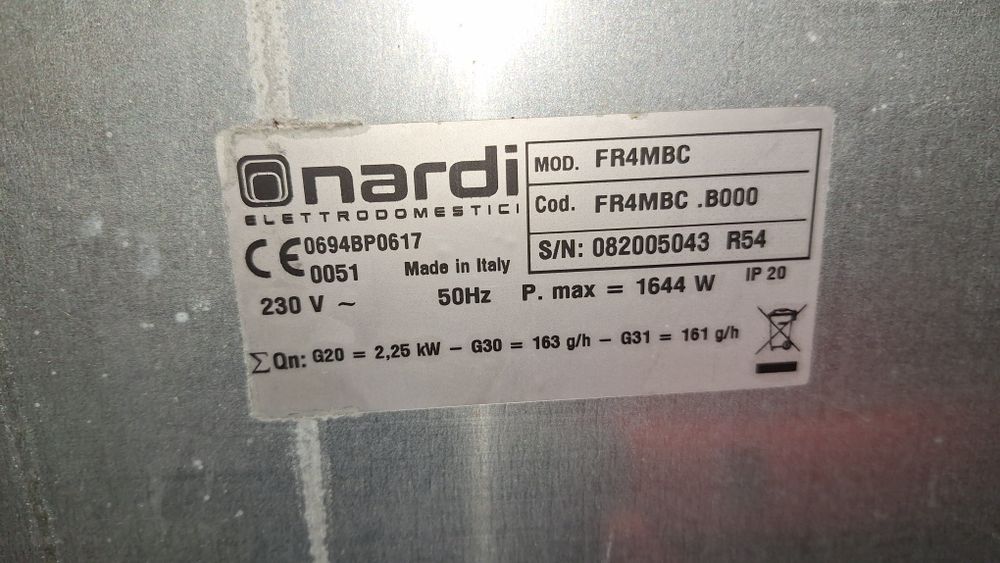 nardi
ELETTRODOMESTICI
MOD. FR4MBC
Cod. FR4MBC .B000
S/N: 082005043 R54
CE 0694BP0617
0051
Made in Italy
230 V ~ 50Hz P. max = 1644 W IP 20
∑Qn: G20 = 2,25 kW – G30 = 163 g/h – G31 = 161 g/h